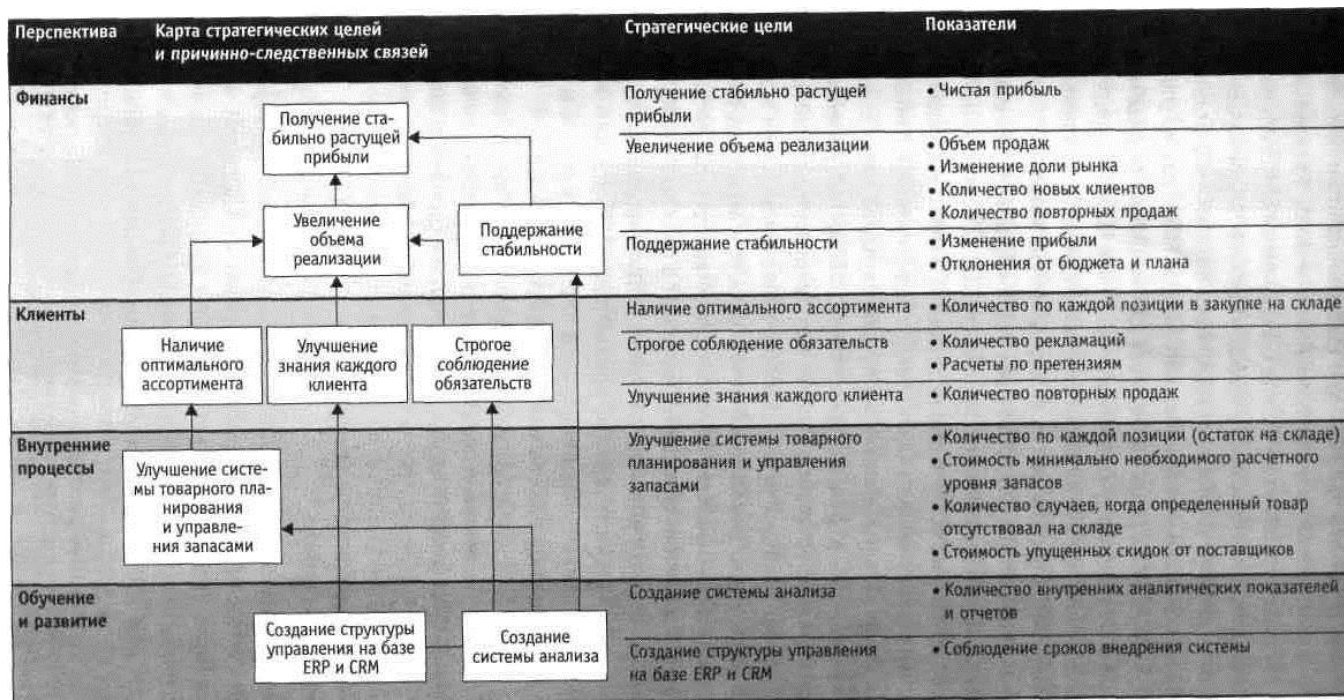 Перспектива
Карта стратегических целей
и причинно-следственных связей
Стратегические цели
Показатели
Финансы
Получение ста-
бильно растущей
прибыли
Увеличение
объема
реализации
Поддержание
стабильности
Получение стабильно растущей
прибыли
• Чистая прибыль
Увеличение объема реализации
• Объем продаж
• Изменение доли рынка
• Количество новых клиентов
• Количество повторных продаж
Поддержание стабильности
• Изменение прибыли
• Отклонения от бюджета и плана
Клиенты
Наличие
оптимального
ассортимента
Улучшение
знания каждого
клиента
Строгое
соблюдение
обязательств
Наличие оптимального ассортимента
• Количество по каждой позиции в закупке на складе
Строгое соблюдение обязательств
• Количество рекламаций
• Расчеты по претензиям
Улучшение знания каждого клиента
• Количество повторных продаж
Внутренние
процессы
Улучшение систе-
мы товарного пла-
нирования
и управле-
ния запасами
Улучшение системы товарного
планирования и управления
запасами
• Количество по каждой позиции (остаток на складе)
• Стоимость минимально необходимого расчетного
уровня запасов
• Количество случаев, когда определенный товар
отсутствовал на складе
• Стоимость упущенных скидок от поставщиков
Обучение
и развитие
Создание структуры
управления на базе
ERP и CRM
Создание
системы анализа
Создание системы анализа
• Количество внутренних аналитических показателей
и отчетов
Создание структуры управления
на базе ERP и CRM
• Соблюдение сроков внедрения системы